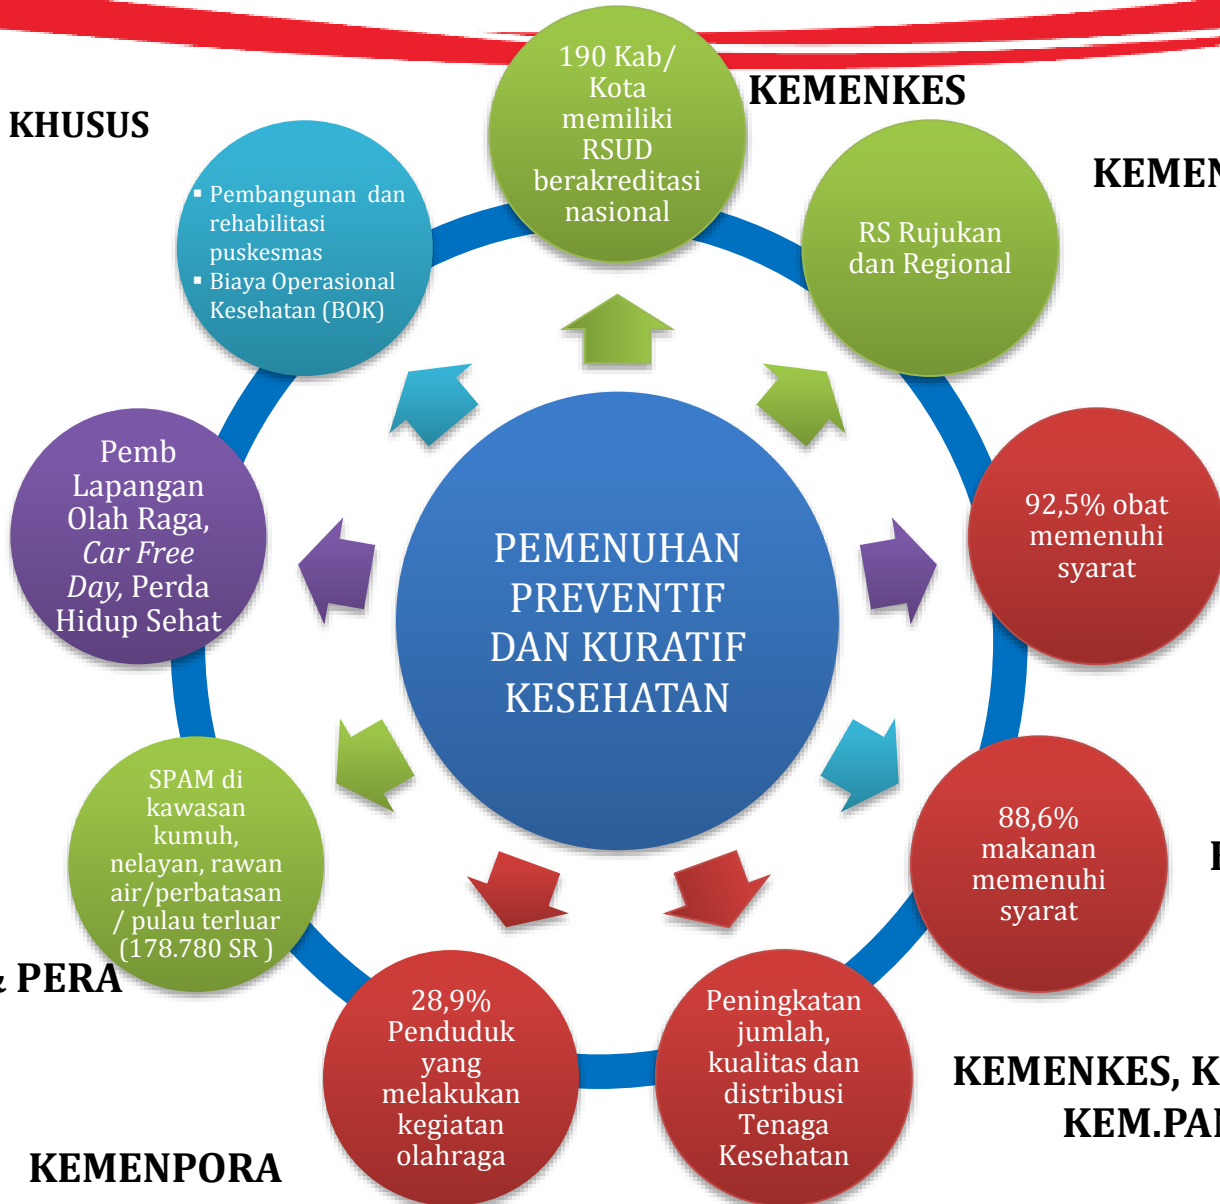 190 Kab/
Kota
memiliki
RSUD
berakreditasi
nasional
KEMENKES
KHUSUS
▪ Pembangunan dan
rehabilitasi
puskesmas
▪ Biaya Operasional
Kesehatan (BOK)
RS Rujukan
dan Regional
Pemb
Lapangan
Olah Raga,
Car Free
Day, Perda
Hidup Sehat
PEMENUHAN
PREVENTIF
DAN KURATIF
KESEHATAN
92,5% obat
memenuhi
syarat
SPAM di
kawasan
kumuh,
nelayan, rawan
air/perbatasan
/ pulau terluar
(178.780 SR )
& PERA
88,6%
makanan
memenuhi
syarat
28,9%
Penduduk
yang
melakukan
kegiatan
olahraga
KEMENPORA
Peningkatan
jumlah,
kualitas dan
distribusi
Tenaga
Kesehatan
KEMENKES, K
KEM.PAN